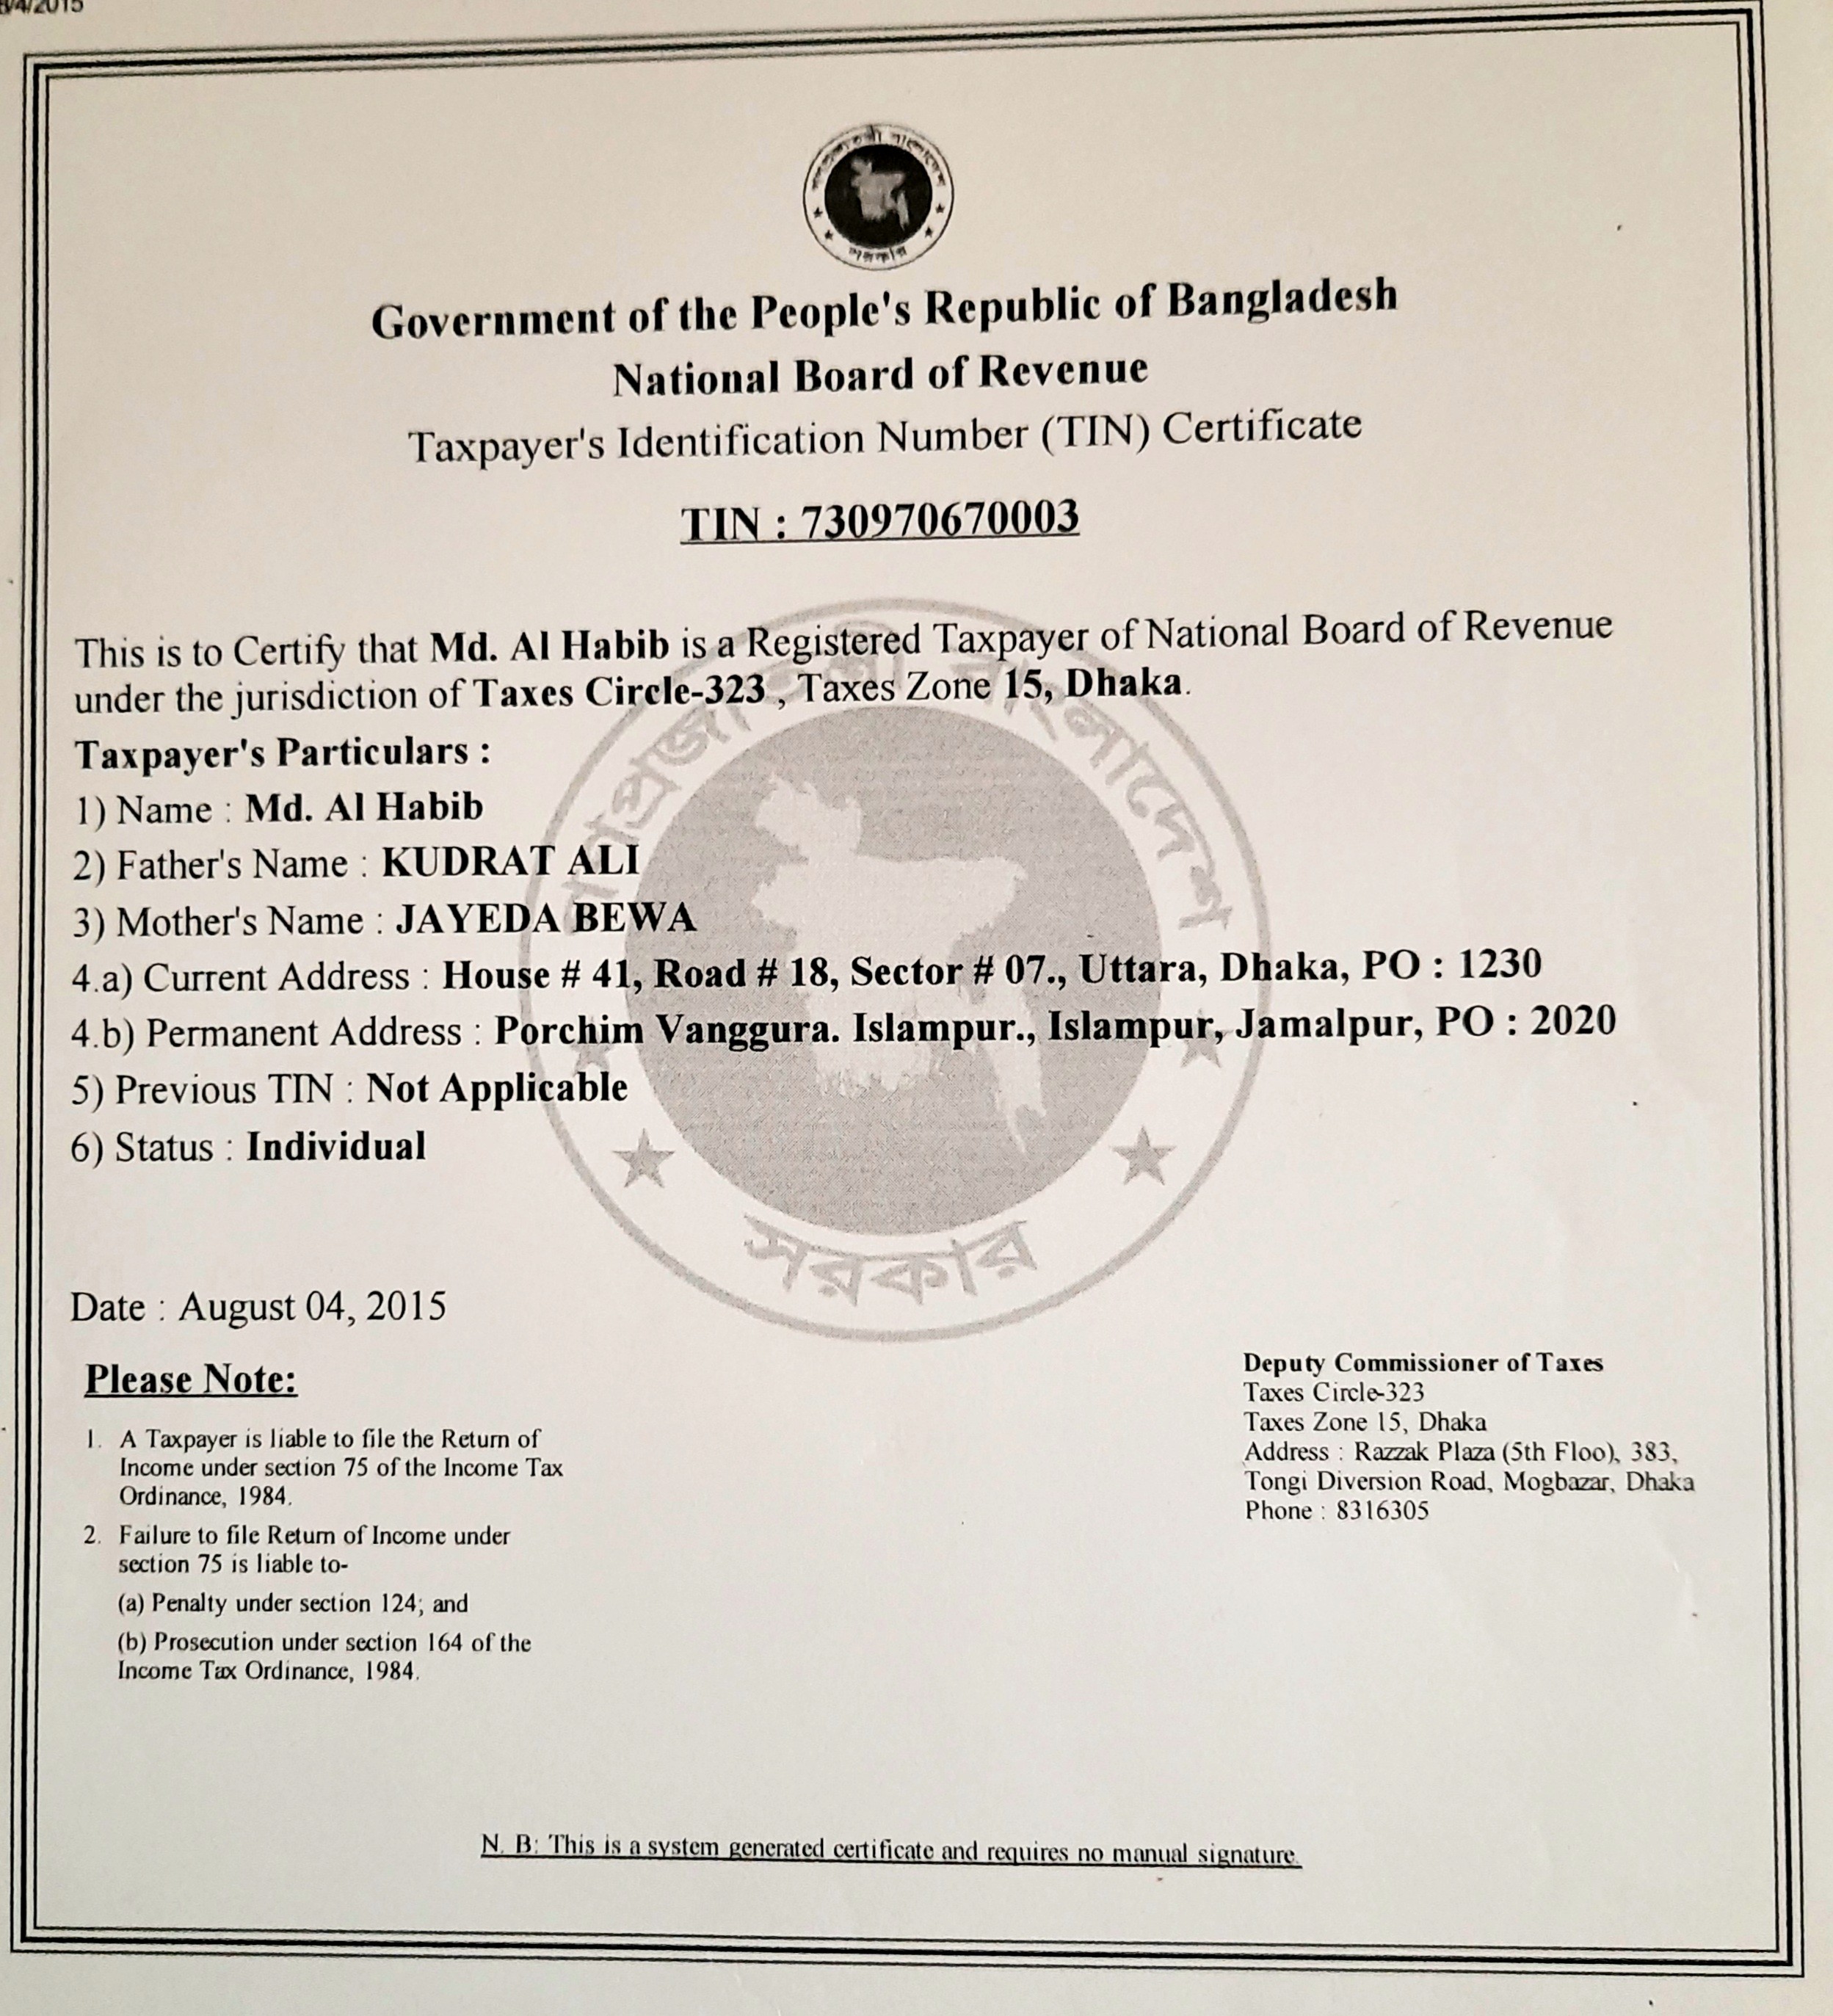 8/4/2015
গণপ্রজাতন্ত্রী বাংলাদেশ
সরকার
Government of the People's Republic of Bangladesh
National Board of Revenue
Taxpayer's Identification Number (TIN) Certificate
TIN : 730970670003
This is to Certify that Md. Al Habib is a Registered Taxpayer of National Board of Revenue
under the jurisdiction of Taxes Circle-323 , Taxes Zone 15, Dhaka.
Taxpayer's Particulars :
1) Name : Md. Al Habib
2) Father's Name : KUDRAT ALI
3) Mother's Name : JAYEDA BEWA
4.a) Current Address : House # 41, Road # 18, Sector # 07., Uttara, Dhaka, PO : 1230
4.b) Permanent Address : Porchim Vanggura. Islampur., Islampur, Jamalpur, PO : 2020
5) Previous TIN : Not Applicable
6) Status : Individual
গণপ্রজাতন্ত্রী বাংলাদেশ
সরকার
Date : August 04, 2015
Please Note:
1. A Taxpayer is liable to file the Return of
Income under section 75 of the Income Tax
Ordinance, 1984.
2. Failure to file Return of Income under
section 75 is liable to-
(a) Penalty under section 124; and
(b) Prosecution under section 164 of the
Income Tax Ordinance, 1984.
Deputy Commissioner of Taxes
Taxes Circle-323
Taxes Zone 15, Dhaka
Address : Razzak Plaza (5th Floo), 383,
Tongi Diversion Road, Mogbazar, Dhaka
Phone : 8316305
N. B: This is a system generated certificate and requires no manual signature.